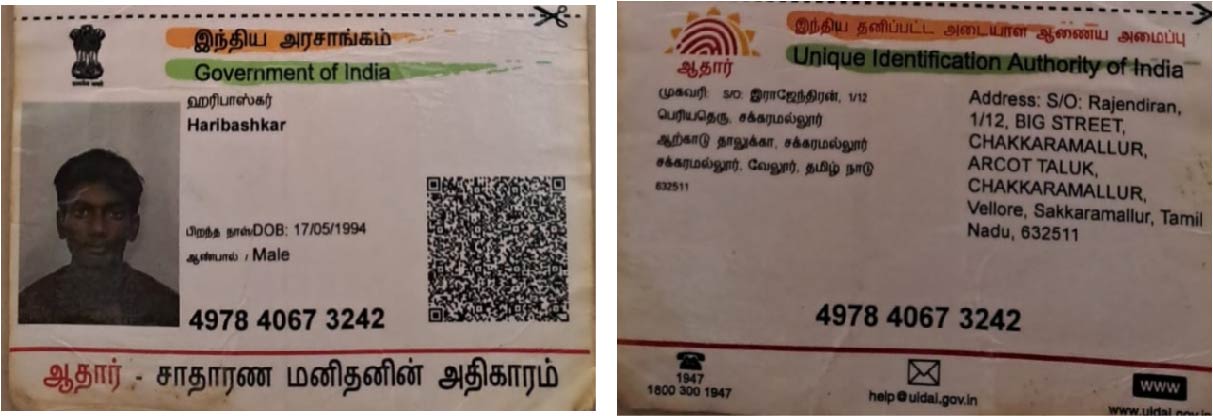 இந்திய அரசாங்கம்
Government of India
ஹரிபாஸ்கர்
Haribashkar
பிறந்த நாள்DOB: 17/05/1994
ஆண்பால் / Male
4978 4067 3242
ஆதார் - சாதாரண மனிதனின் அதிகாரம்
இந்திய தனிப்பட்ட அடையாள ஆணைய அமைப்பு
Unique Identification Authority of India
ஆதார்
முகவரி: S/O: இராஜேந்திரன், 1/12
பெரியதெரு, சக்கரமல்லூர்
ஆற்காடு தாலுக்கா, சக்கரமல்லூர்
சக்கரமல்லூர், வேலூர், தமிழ் நாடு
632511
Address: S/O: Rajendiran,
1/12, BIG STREET,
CHAKKARAMALLUR,
ARCOT TALUK,
CHAKKARAMALLUR,
Vellore, Sakkaramallur, Tamil
Nadu, 632511
4978 4067 3242
1947
1800 300 1947
help@uidai.gov.in
www
www.uidai.gov.in